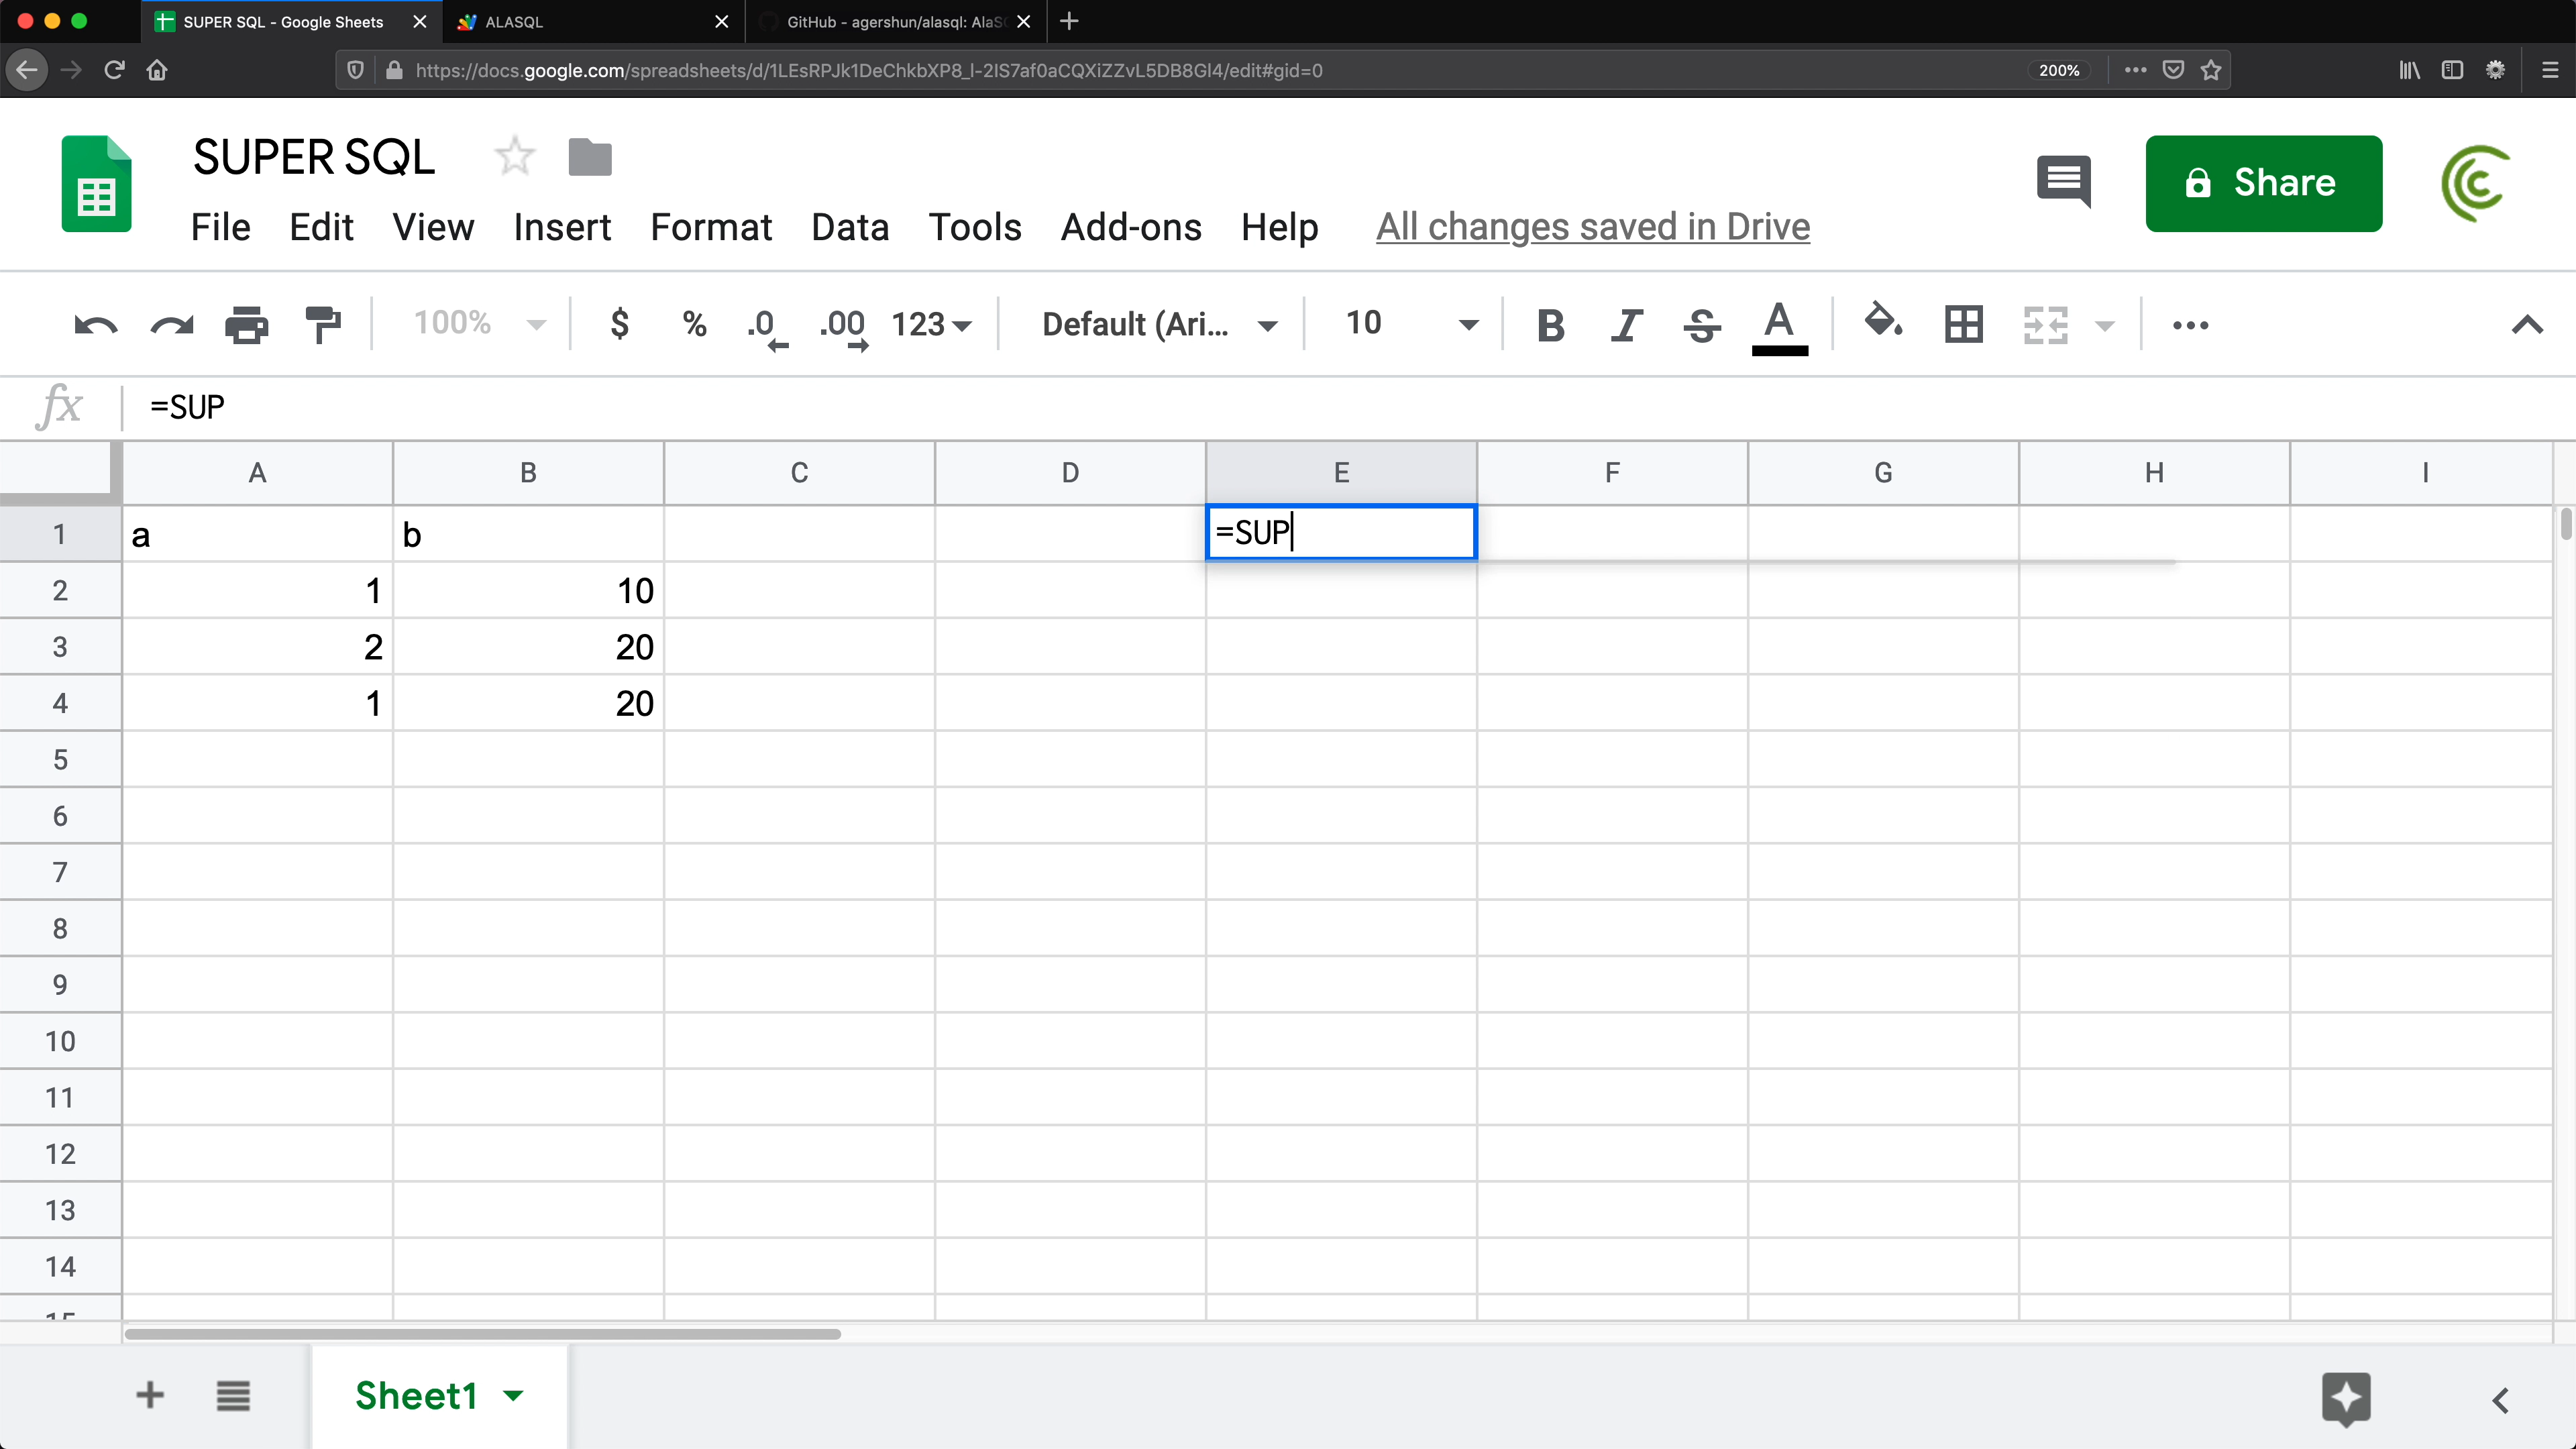 SUPER SQL - Google Sheets
ALASQL
GitHub - agershun/alasql: AlaS
https://docs.google.com/spreadsheets/d/1LEsRPJk1DeChkbXP8_l-2IS7af0aCQXiZZvL5DB8Gl4/edit#gid=0
200%
SUPER SQL
File Edit View Insert Format Data Tools Add-ons Help All changes saved in Drive
Share
100% $ % .0 .00 123 Default (Ari... 10 B I S A
fx =SUP
A B C D E F G H I
1 a b =SUP
2 1 10
3 2 20
4 1 20
5
6
7
8
9
10
11
12
13
14
15
Sheet1